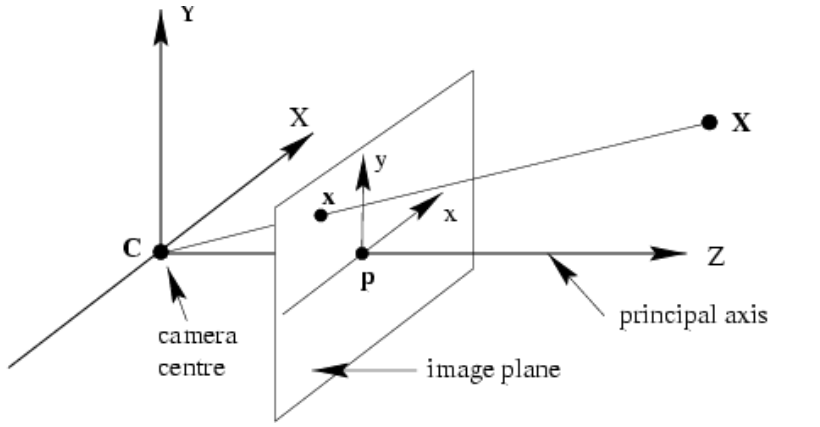 Y
X
X
y
x
x
C
Z
p
principal axis
camera
centre
image plane